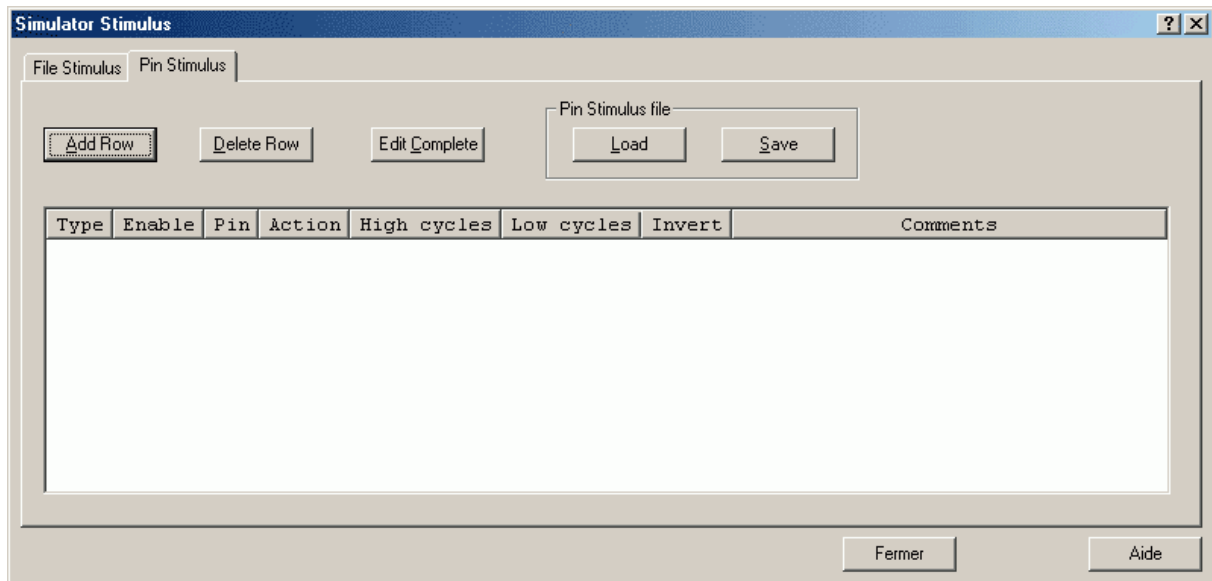 Simulator Stimulus
File Stimulus Pin Stimulus
Pin Stimulus file
Add Row Delete Row Edit Complete Load Save
Type Enable Pin Action High cycles Low cycles Invert Comments
Fermer Aide